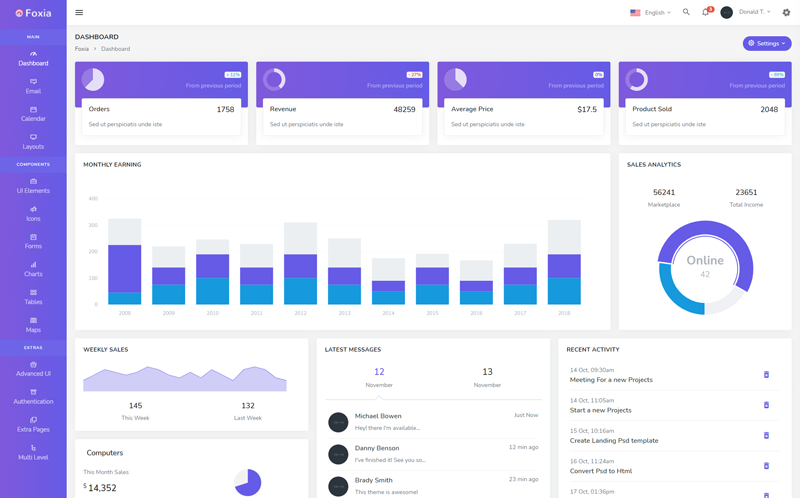 Foxia
English
3
Donald T.
MAIN
Dashboard
Email
Calendar
Layouts
COMPONENTS
UI Elements
Icons
Forms
Charts
Tables
Maps
EXTRAS
Advanced UI
Authentication
Extra Pages
Multi Level
DASHBOARD
Foxia > Dashboard
Settings
From previous period
Orders 1758
Sed ut perspiciatis unde iste
From previous period
Revenue 48259
Sed ut perspiciatis unde iste
0%
From previous period
Average Price $17.5
Sed ut perspiciatis unde iste
From previous period
Product Sold 2048
Sed ut perspiciatis unde iste
MONTHLY EARNING
400
300
200
100
0
2008 2009 2010 2011 2012 2013 2014 2015 2016 2017 2018
SALES ANALYTICS
56241 23651
Marketplace Total Income
Online
42
WEEKLY SALES
145 132
This Week Last Week
Computers
This Month Sales
$ 14,352
LATEST MESSAGES
12 13
November November
Michael Bowen Just Now
Hey! there I'm available...
Danny Benson 12 min ago
I've finished it! See you so...
Brady Smith 23 min ago
This theme is awesome!
RECENT ACTIVITY
14 Oct, 09:30am
Meeting For a new Projects
14 Oct, 11:05am
Start a new Projects
15 Oct, 10:16am
Create Landing Psd template
16 Oct, 11:24am
Convert Psd to Html
17 Oct, 01:36pm